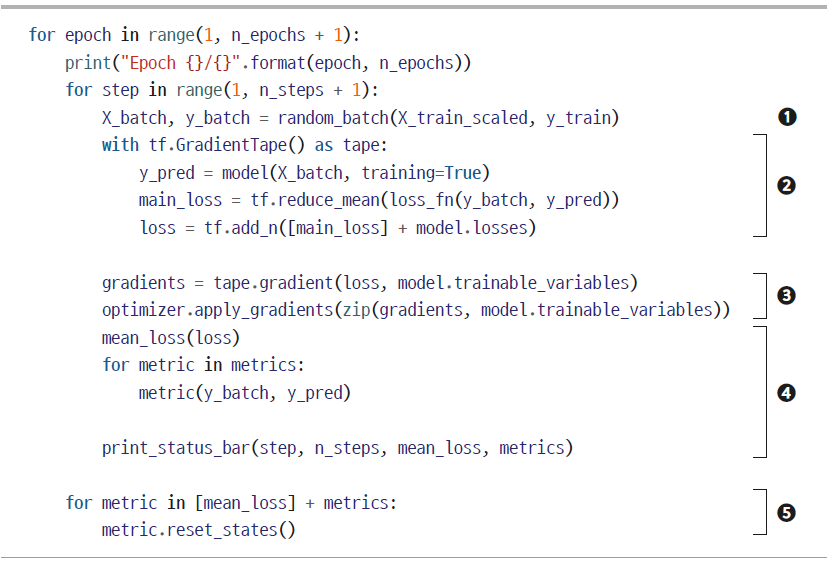 for epoch in range(1, n_epochs + 1):
    print("Epoch {}/{}".format(epoch, n_epochs))
    for step in range(1, n_steps + 1):
        X_batch, y_batch = random_batch(X_train_scaled, y_train) ❶
        with tf.GradientTape() as tape:
            y_pred = model(X_batch, training=True) ❷
            main_loss = tf.reduce_mean(loss_fn(y_batch, y_pred))
            loss = tf.add_n([main_loss] + model.losses)

        gradients = tape.gradient(loss, model.trainable_variables) ❸
        optimizer.apply_gradients(zip(gradients, model.trainable_variables))
        mean_loss(loss)
        for metric in metrics:
            metric(y_batch, y_pred) ❹

        print_status_bar(step, n_steps, mean_loss, metrics)

    for metric in [mean_loss] + metrics: ❺
        metric.reset_states()